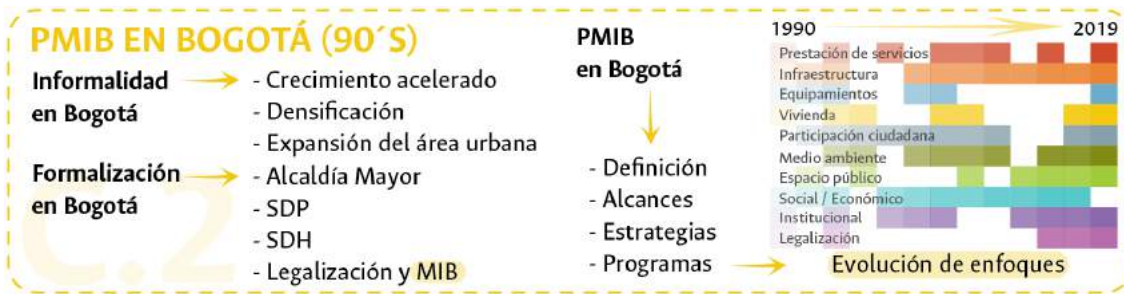 PMIB EN BOGOTÁ (90´S)
Informalidad
en Bogotá
- Crecimiento acelerado
- Densificación
- Expansión del área urbana
Formalización
en Bogotá
- Alcaldía Mayor
- SDP
- SDH
- Legalización y MIB
C.2
PMIB
en Bogotá
- Definición
- Alcances
- Estrategias
- Programas
1990
2019
Prestación de servicios
Infraestructura
Equipamientos
Vivienda
Participación ciudadana
Medio ambiente
Espacio público
Social / Económico
Institucional
Legalización
Evolución de enfoques